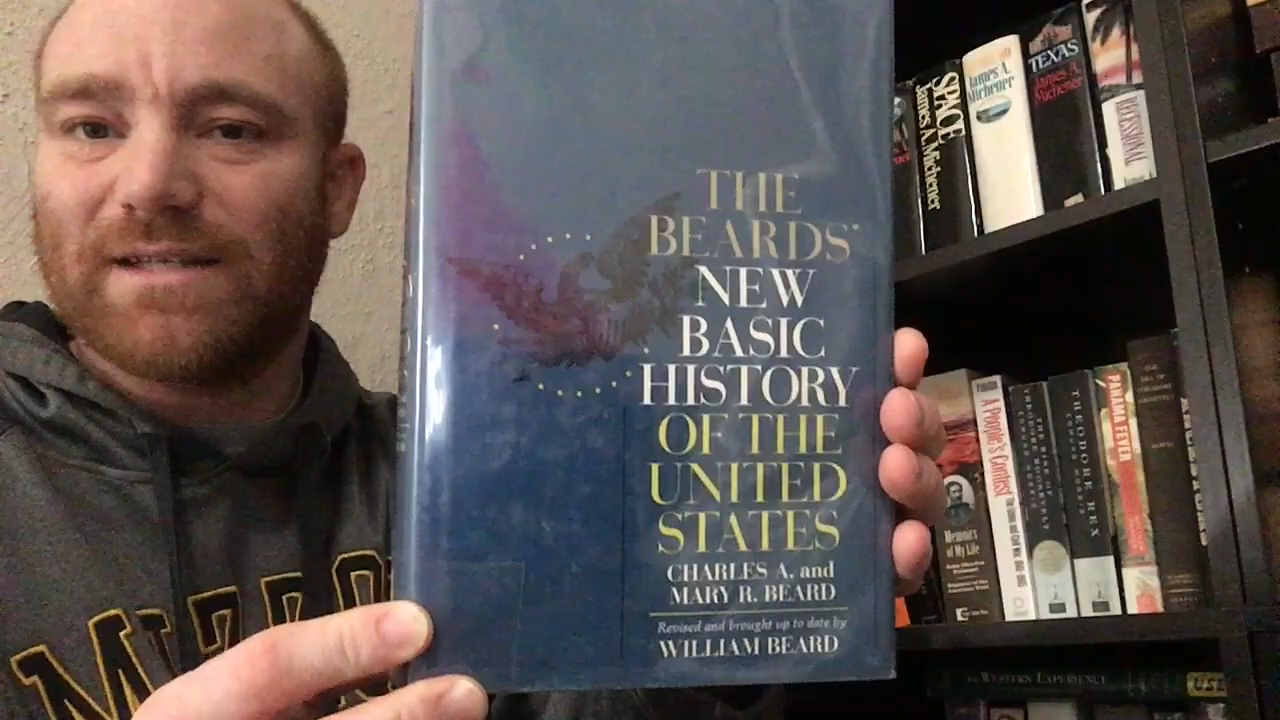 THE
BEARDS'
NEW
BASIC
HISTORY
OF THE
UNITED
STATES
CHARLES A. and
MARY R. BEARD
Revised and brought up to date by
WILLIAM BEARD
SPACE
James A. Michener
James A.
Michener
TEXAS
James A.
Michener
RECESSIONAL
Memoirs
of My Life
A People's Contest
THEODORE REX
PANAMA FEVER
THE WESTERN EXPERIENCE